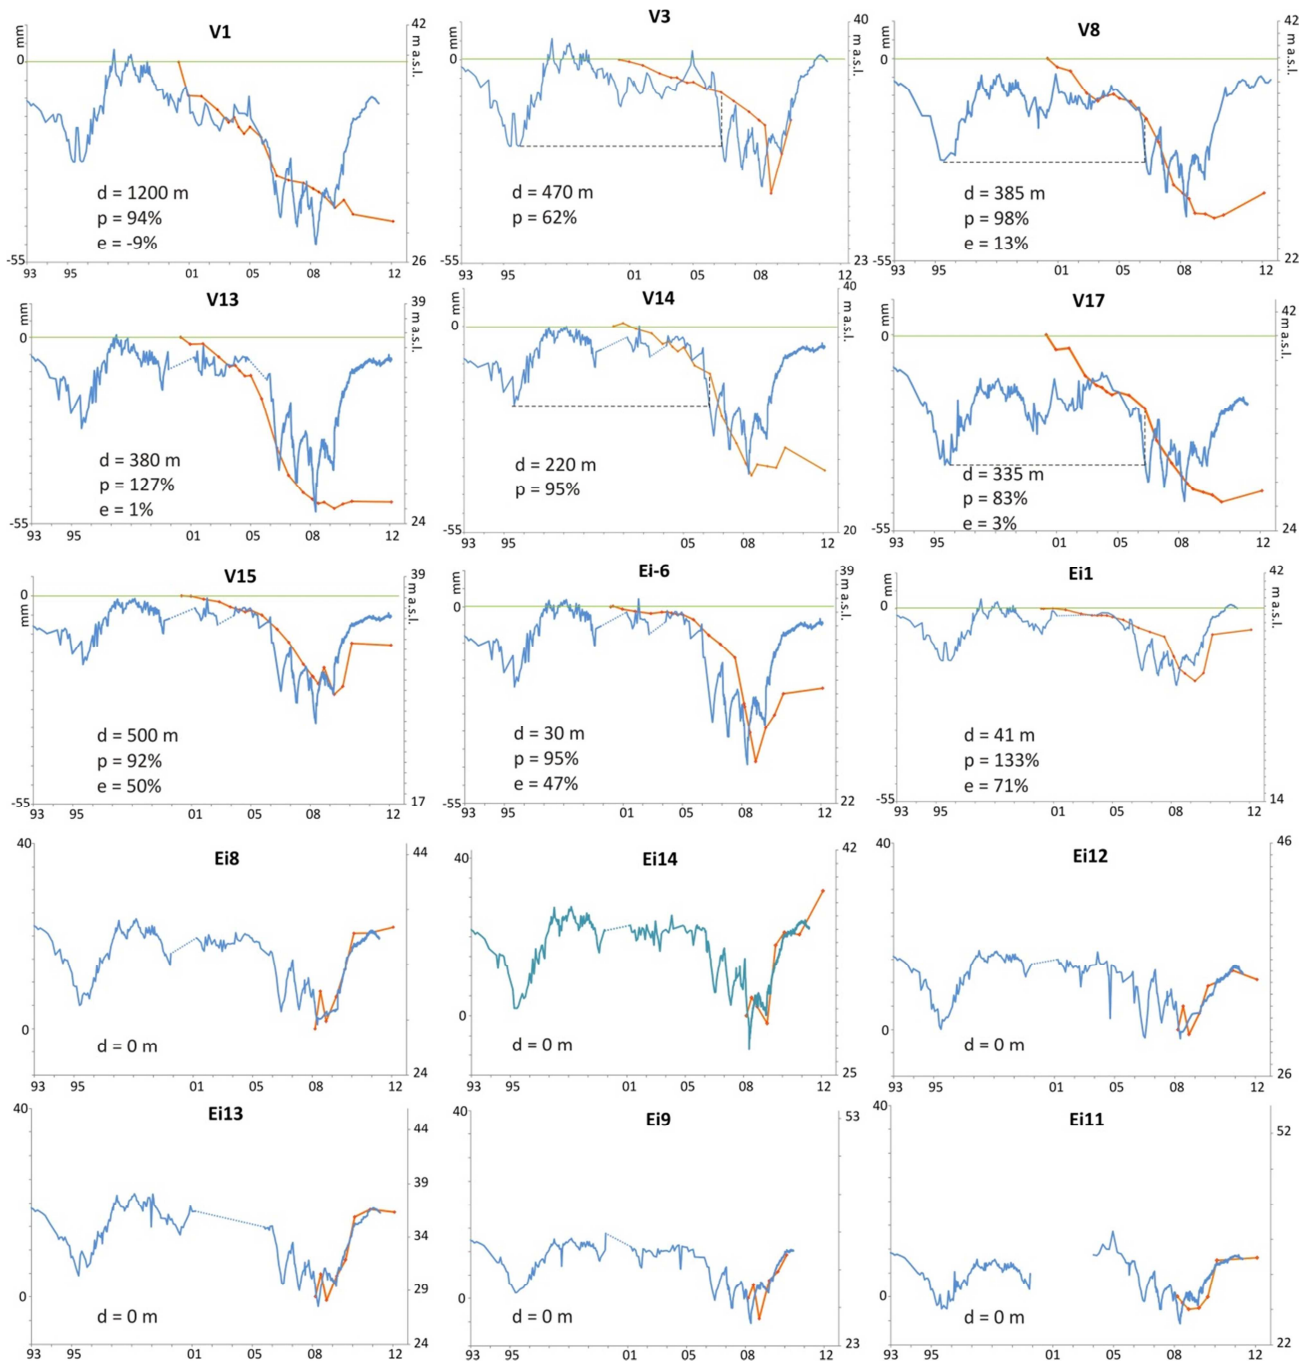 V1
mm
42
m a.s.l.
0
d = 1200 m
p = 94%
e = -9%
-55
26
93 95 01 05 08 12
V3
mm
40
m a.s.l.
0
d = 470 m
p = 62%
-55
23
93 95 01 05 08 12
V8
mm
42
m a.s.l.
0
d = 385 m
p = 98%
e = 13%
-55
22
93 95 01 05 08 12
V13
mm
39
m a.s.l.
0
d = 380 m
p = 127%
e = 1%
-55
24
93 95 01 05 08 12
V14
mm
40
m a.s.l.
0
d = 220 m
p = 95%
-55
20
93 95 05 08 12
V17
mm
42
m a.s.l.
0
d = 335 m
p = 83%
e = 3%
-55
24
93 95 01 05 08 12
V15
mm
39
m a.s.l.
0
d = 500 m
p = 92%
e = 50%
-55
17
93 95 01 05 08 12
Ei-6
mm
39
m a.s.l.
0
d = 30 m
p = 95%
e = 47%
-55
22
93 95 01 05 08 12
Ei1
mm
42
m a.s.l.
0
d = 41 m
p = 133%
e = 71%
-55
14
93 95 01 05 08 12
Ei8
40
44
0
d = 0 m
24
93 95 01 05 08 12
Ei14
40
42
0
d = 0 m
25
93 95 01 05 08 12
Ei12
40
46
0
d = 0 m
26
93 95 01 05 08 12
Ei13
40
44
39
34
29
0
d = 0 m
24
93 95 01 05 08 12
Ei9
40
53
0
d = 0 m
23
93 95 01 05 08 12
Ei11
40
52
0
d = 0 m
22
93 95 01 05 08 12